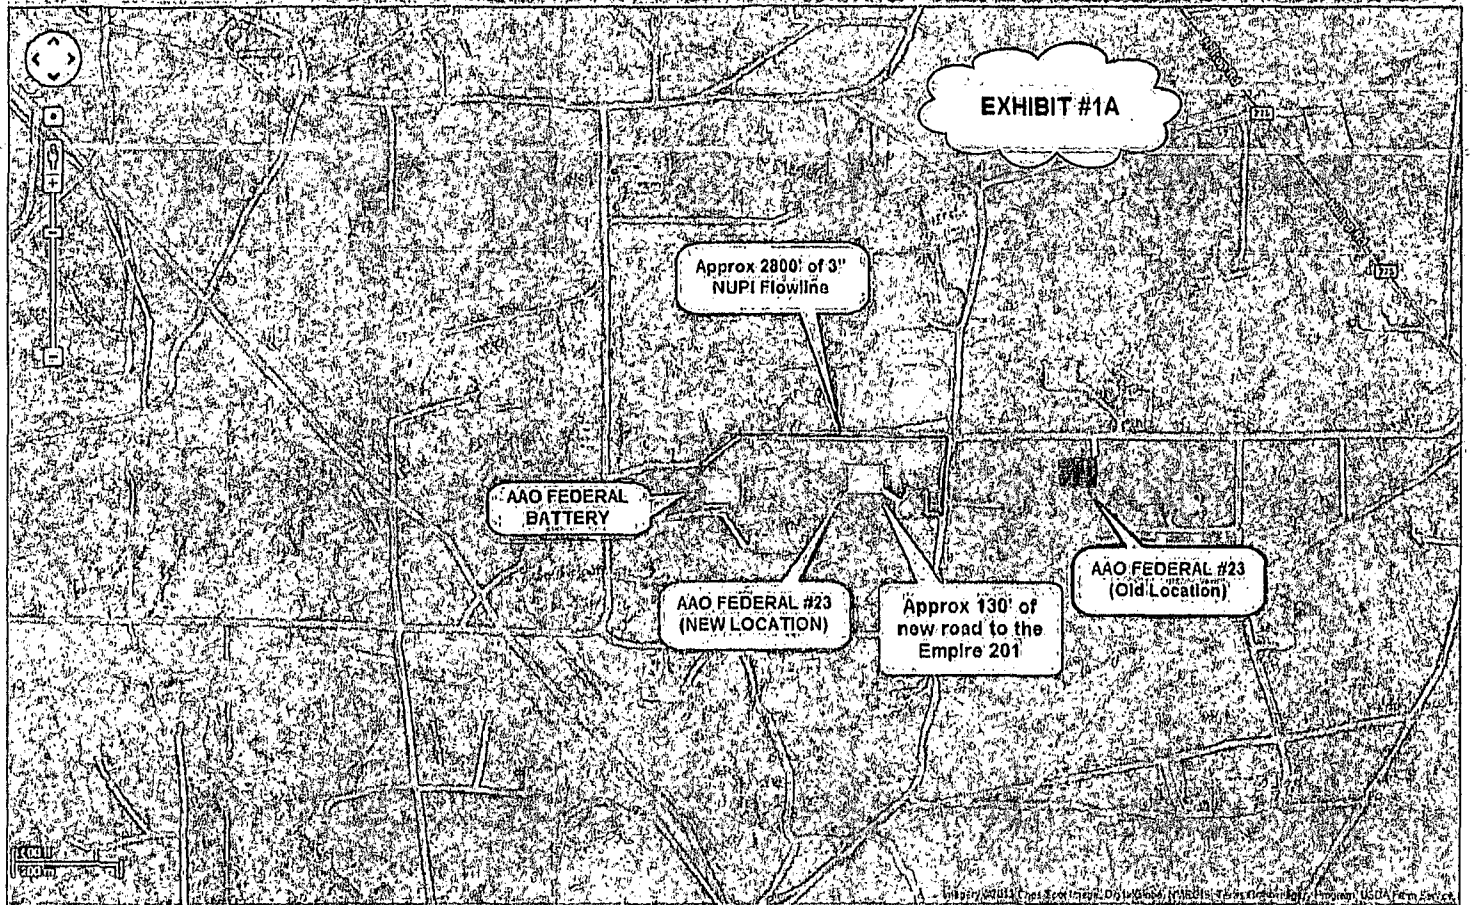 EXHIBIT #1A
Approx 2800' of 3"
NUPI Flowline
AAO FEDERAL
BATTERY
AAO FEDERAL #23
(NEW LOCATION)
Approx 130' of
new road to the
Empire 201
AAO FEDERAL #23
(Old Location)
200 m